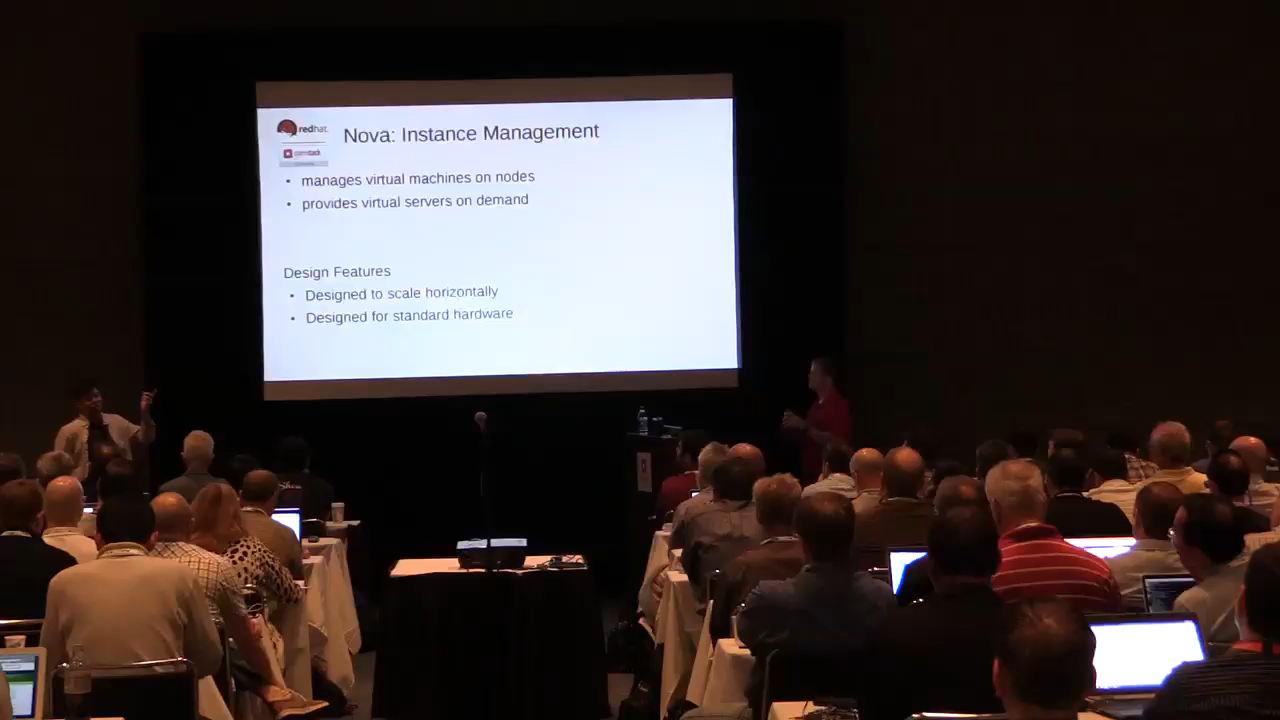 redhat.
openstack
Nova: Instance Management
• manages virtual machines on nodes
• provides virtual servers on demand
Design Features
• Designed to scale horizontally
• Designed for standard hardware